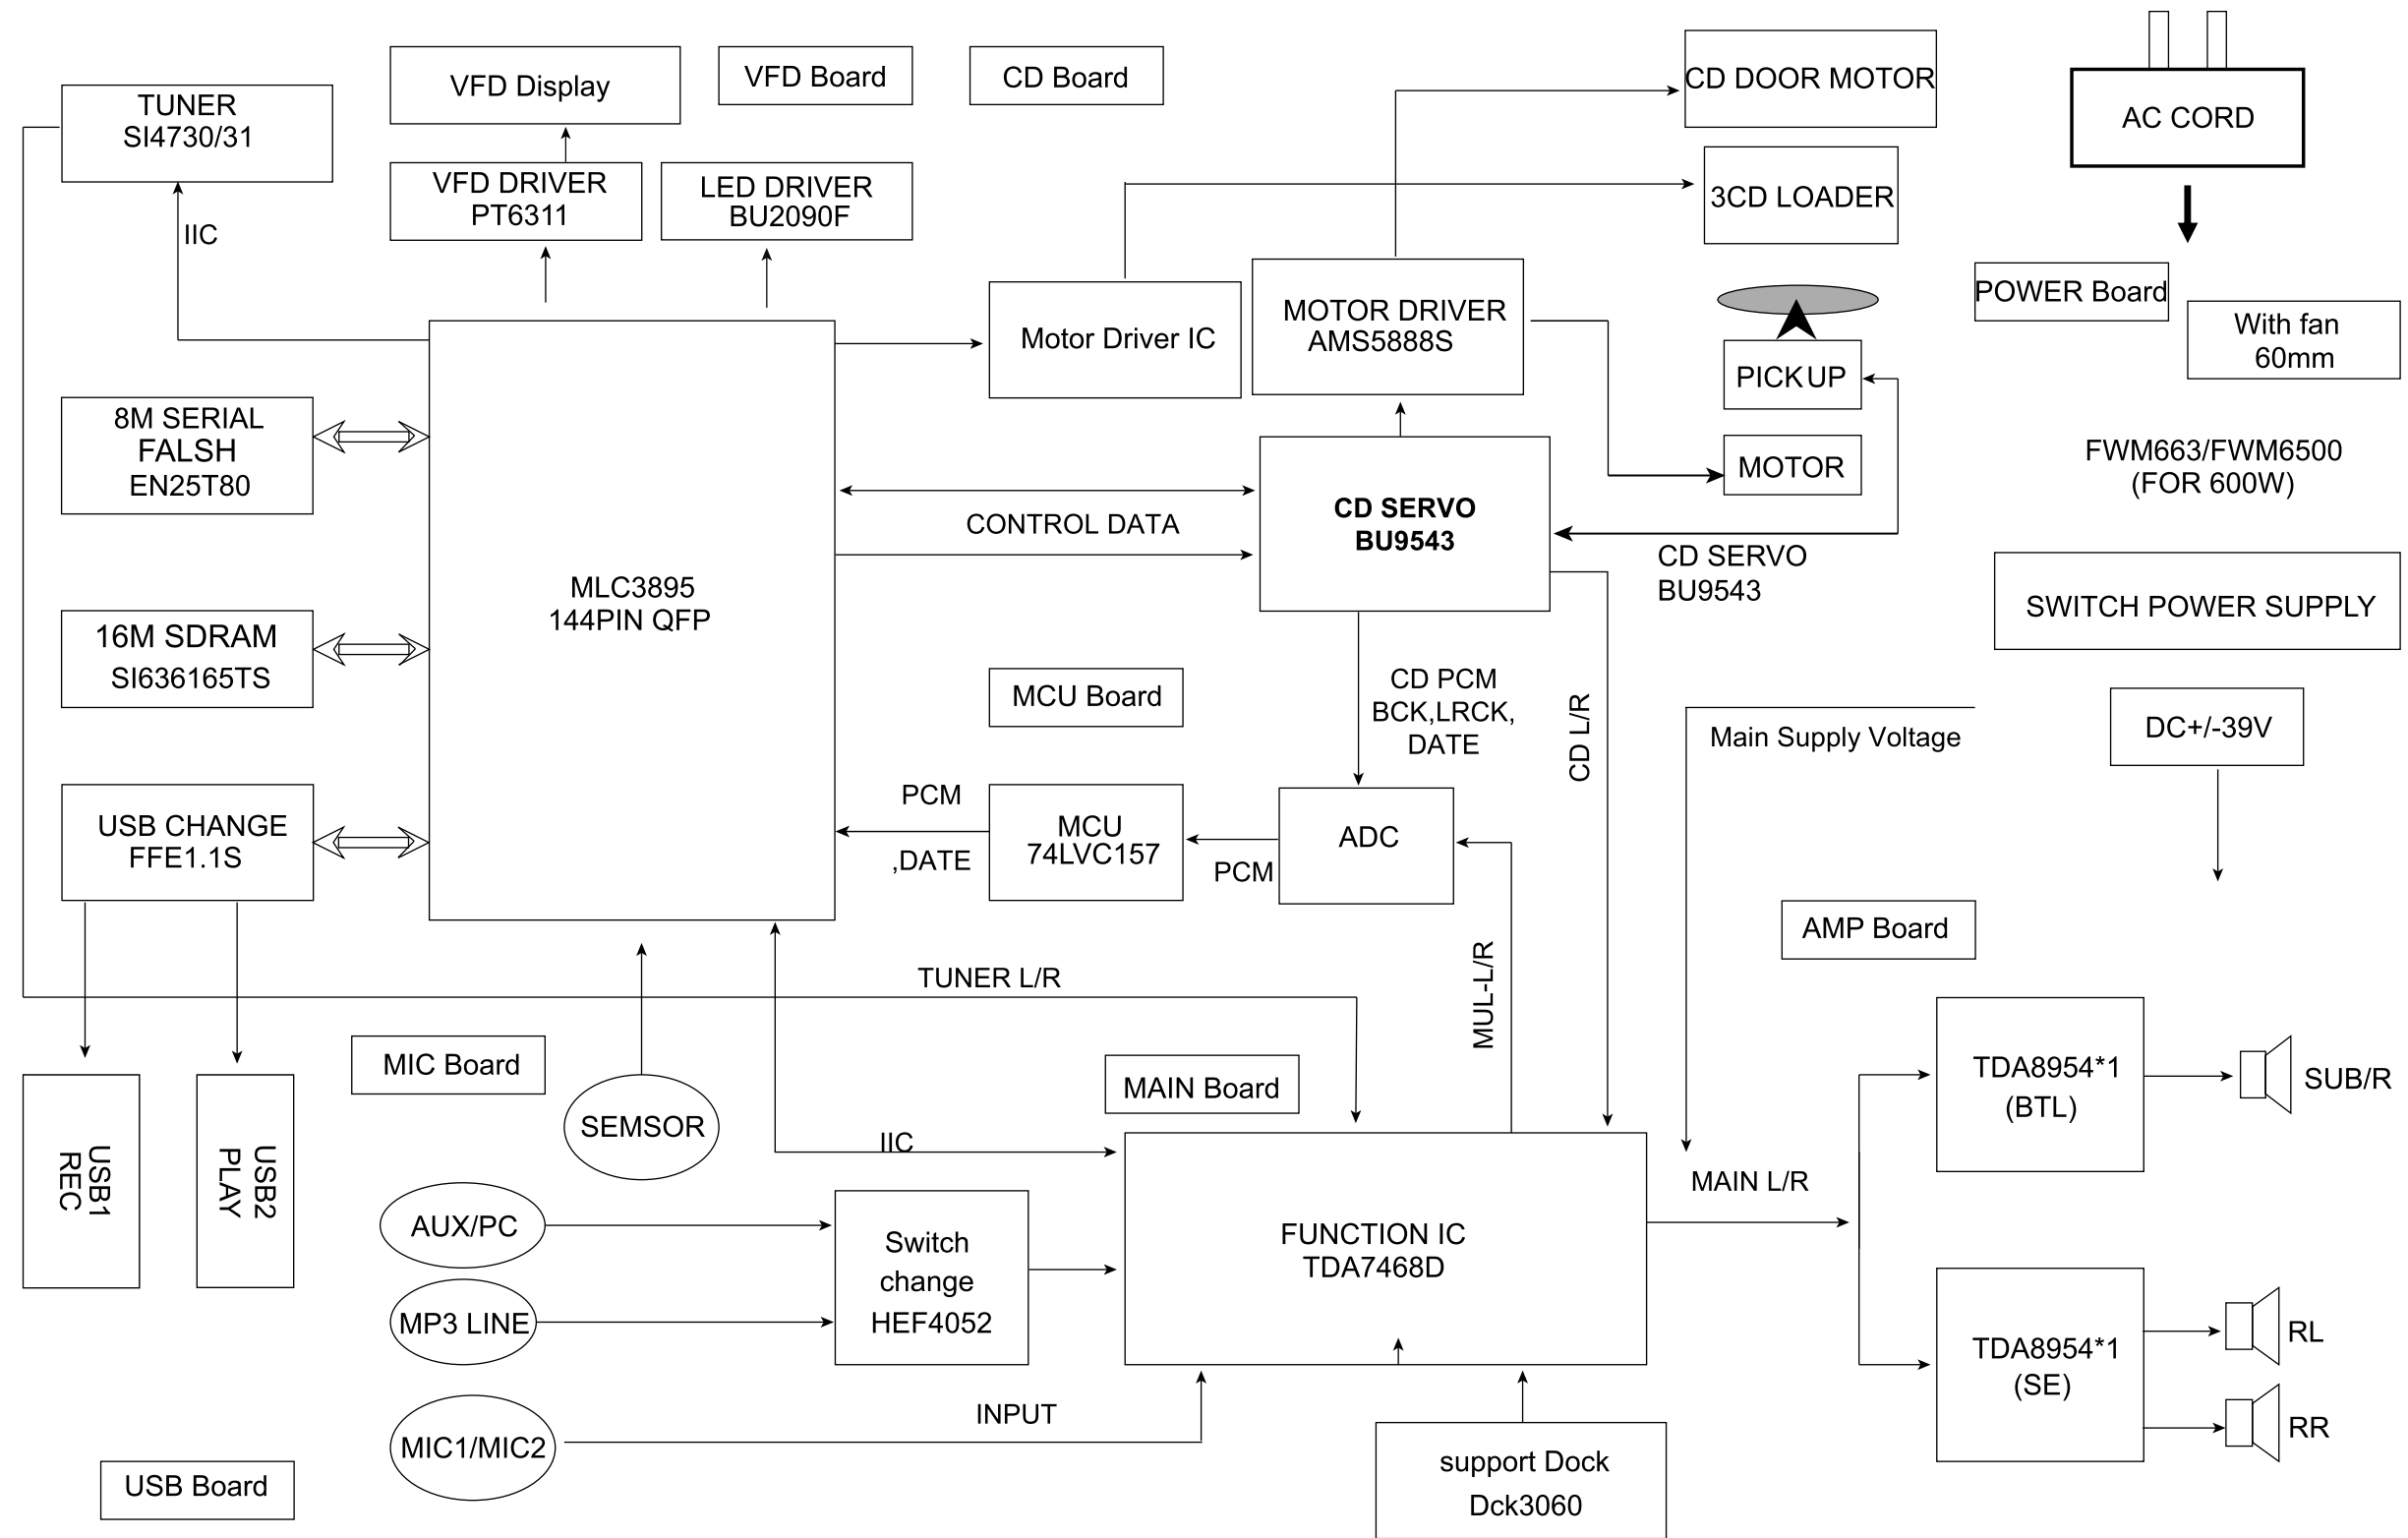 VFD Display
VFD Board
CD Board
CD DOOR MOTOR
AC CORD
TUNER
SI4730/31
VFD DRIVER
PT6311
LED DRIVER
BU2090F
3CD LOADER
IIC
Motor Driver IC
MOTOR DRIVER
AMS5888S
POWER Board
With fan
60mm
PICKUP
8M SERIAL
FALSH
EN25T80
MOTOR
FWM663/FWM6500
(FOR 600W)
CONTROL DATA
CD SERVO
BU9543
CD SERVO
BU9543
MLC3895
144PIN QFP
SWITCH POWER SUPPLY
16M SDRAM
SI636165TS
MCU Board
CD PCM
BCK,LRCK,
DATE
CD L/R
Main Supply Voltage
DC+/-39V
USB CHANGE
FFE1.1S
PCM
,DATE
MCU
74LVC157
PCM
ADC
AMP Board
TUNER L/R
MUL-L/R
MIC Board
MAIN Board
TDA8954*1
(BTL)
SUB/R
SEMSOR
USB1
REC
USB2
PLAY
IIC
MAIN L/R
AUX/PC
Switch
change
HEF4052
FUNCTION IC
TDA7468D
MP3 LINE
TDA8954*1
(SE)
RL
RR
INPUT
MIC1/MIC2
support Dock
Dck3060
USB Board